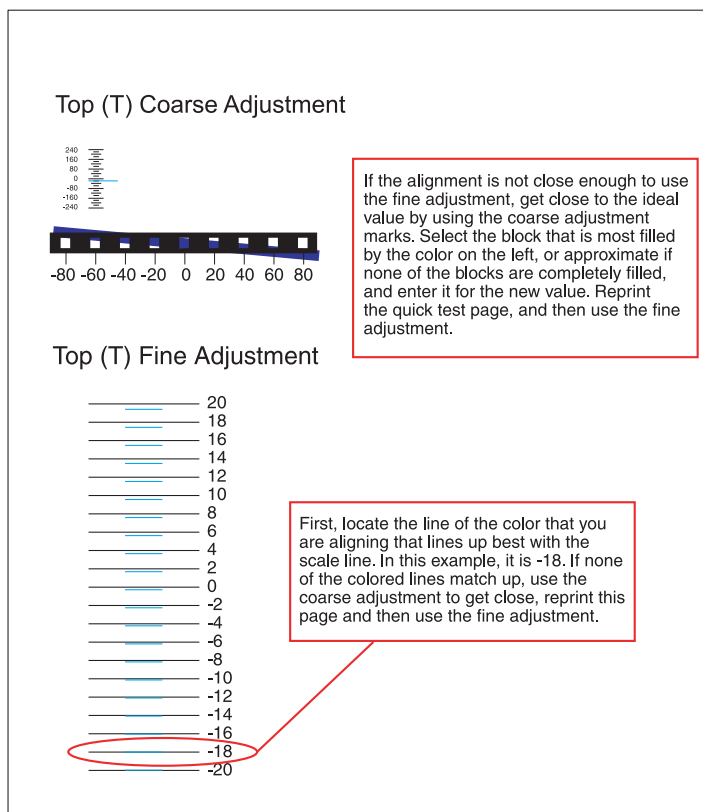 Top (T) Coarse Adjustment
240
160
80
0
-80
-160
-240
-80 -60 -40 -20 0 20 40 60 80
If the alignment is not close enough to use
the fine adjustment, get close to the ideal
value by using the coarse adjustment
marks. Select the block that is most filled
by the color on the left, or approximate if
none of the blocks are completely filled,
and enter it for the new value. Reprint
the quick test page, and then use the fine
adjustment.
Top (T) Fine Adjustment
20
18
16
14
12
10
8
6
4
2
0
-2
-4
-6
-8
-10
-12
-14
-16
-18
-20
First, locate the line of the color that you
are aligning that lines up best with the
scale line. In this example, it is -18. If none
of the colored lines match up, use the
coarse adjustment to get close, reprint this
page and then use the fine adjustment.